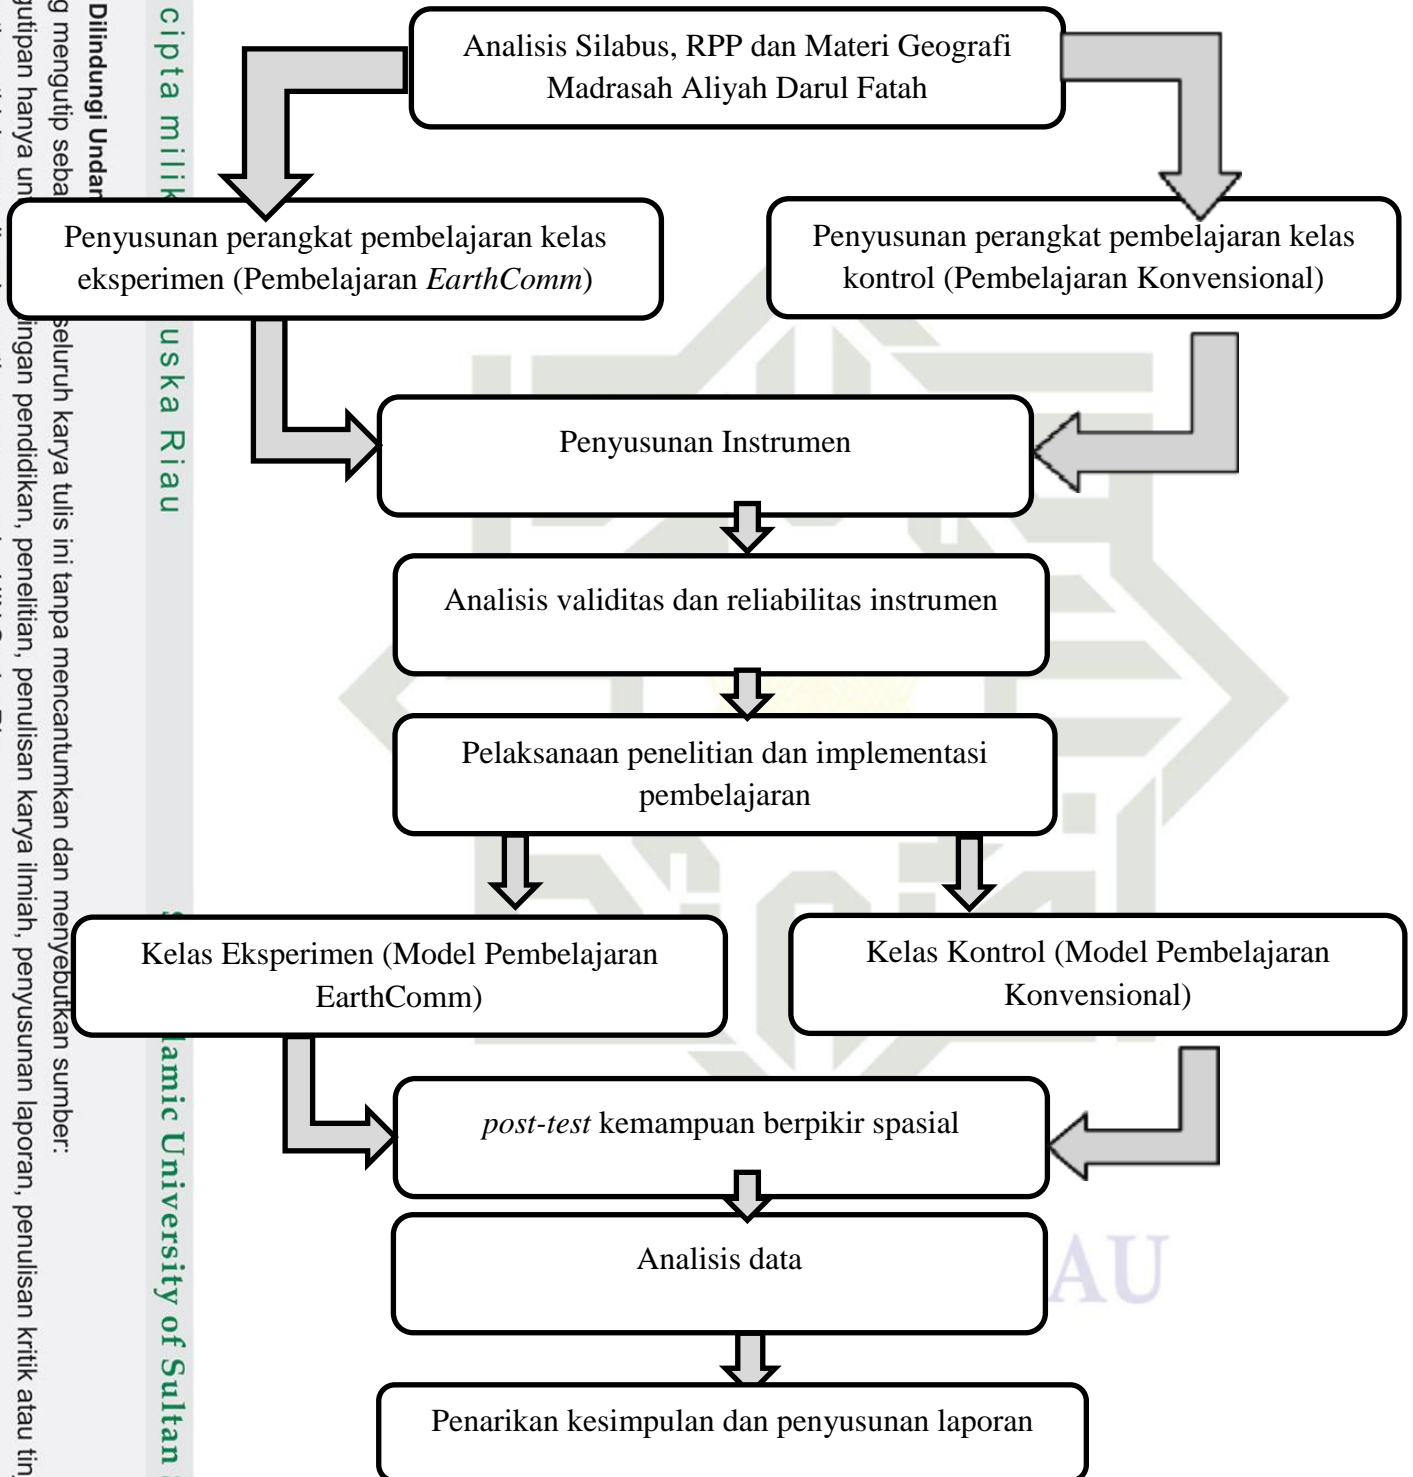 Analisis Silabus, RPP dan Materi Geografi
Madrasah Aliyah Darul Fatah
Penyusunan perangkat pembelajaran kelas
eksperimen (Pembelajaran EarthComm)
Penyusunan perangkat pembelajaran kelas
kontrol (Pembelajaran Konvensional)
Penyusunan Instrumen
Analisis validitas dan reliabilitas instrumen
Pelaksanaan penelitian dan implementasi
pembelajaran
Kelas Eksperimen (Model Pembelajaran
EarthComm)
Kelas Kontrol (Model Pembelajaran
Konvensional)
post-test kemampuan berpikir spasial
Analisis data
Penarikan kesimpulan dan penyusunan laporan
AU
cipta milik
uska Riau
lamic University of Sultan
Dilindungi Undan
g mengutip seba
seluruh karya tulis ini tanpa mencantumkan dan menyebutkan sumber:
gutipan hanya un
ingan pendidikan, penelitian, penulisan karya ilmiah, penyusunan laporan, penulisan kritik atau tin